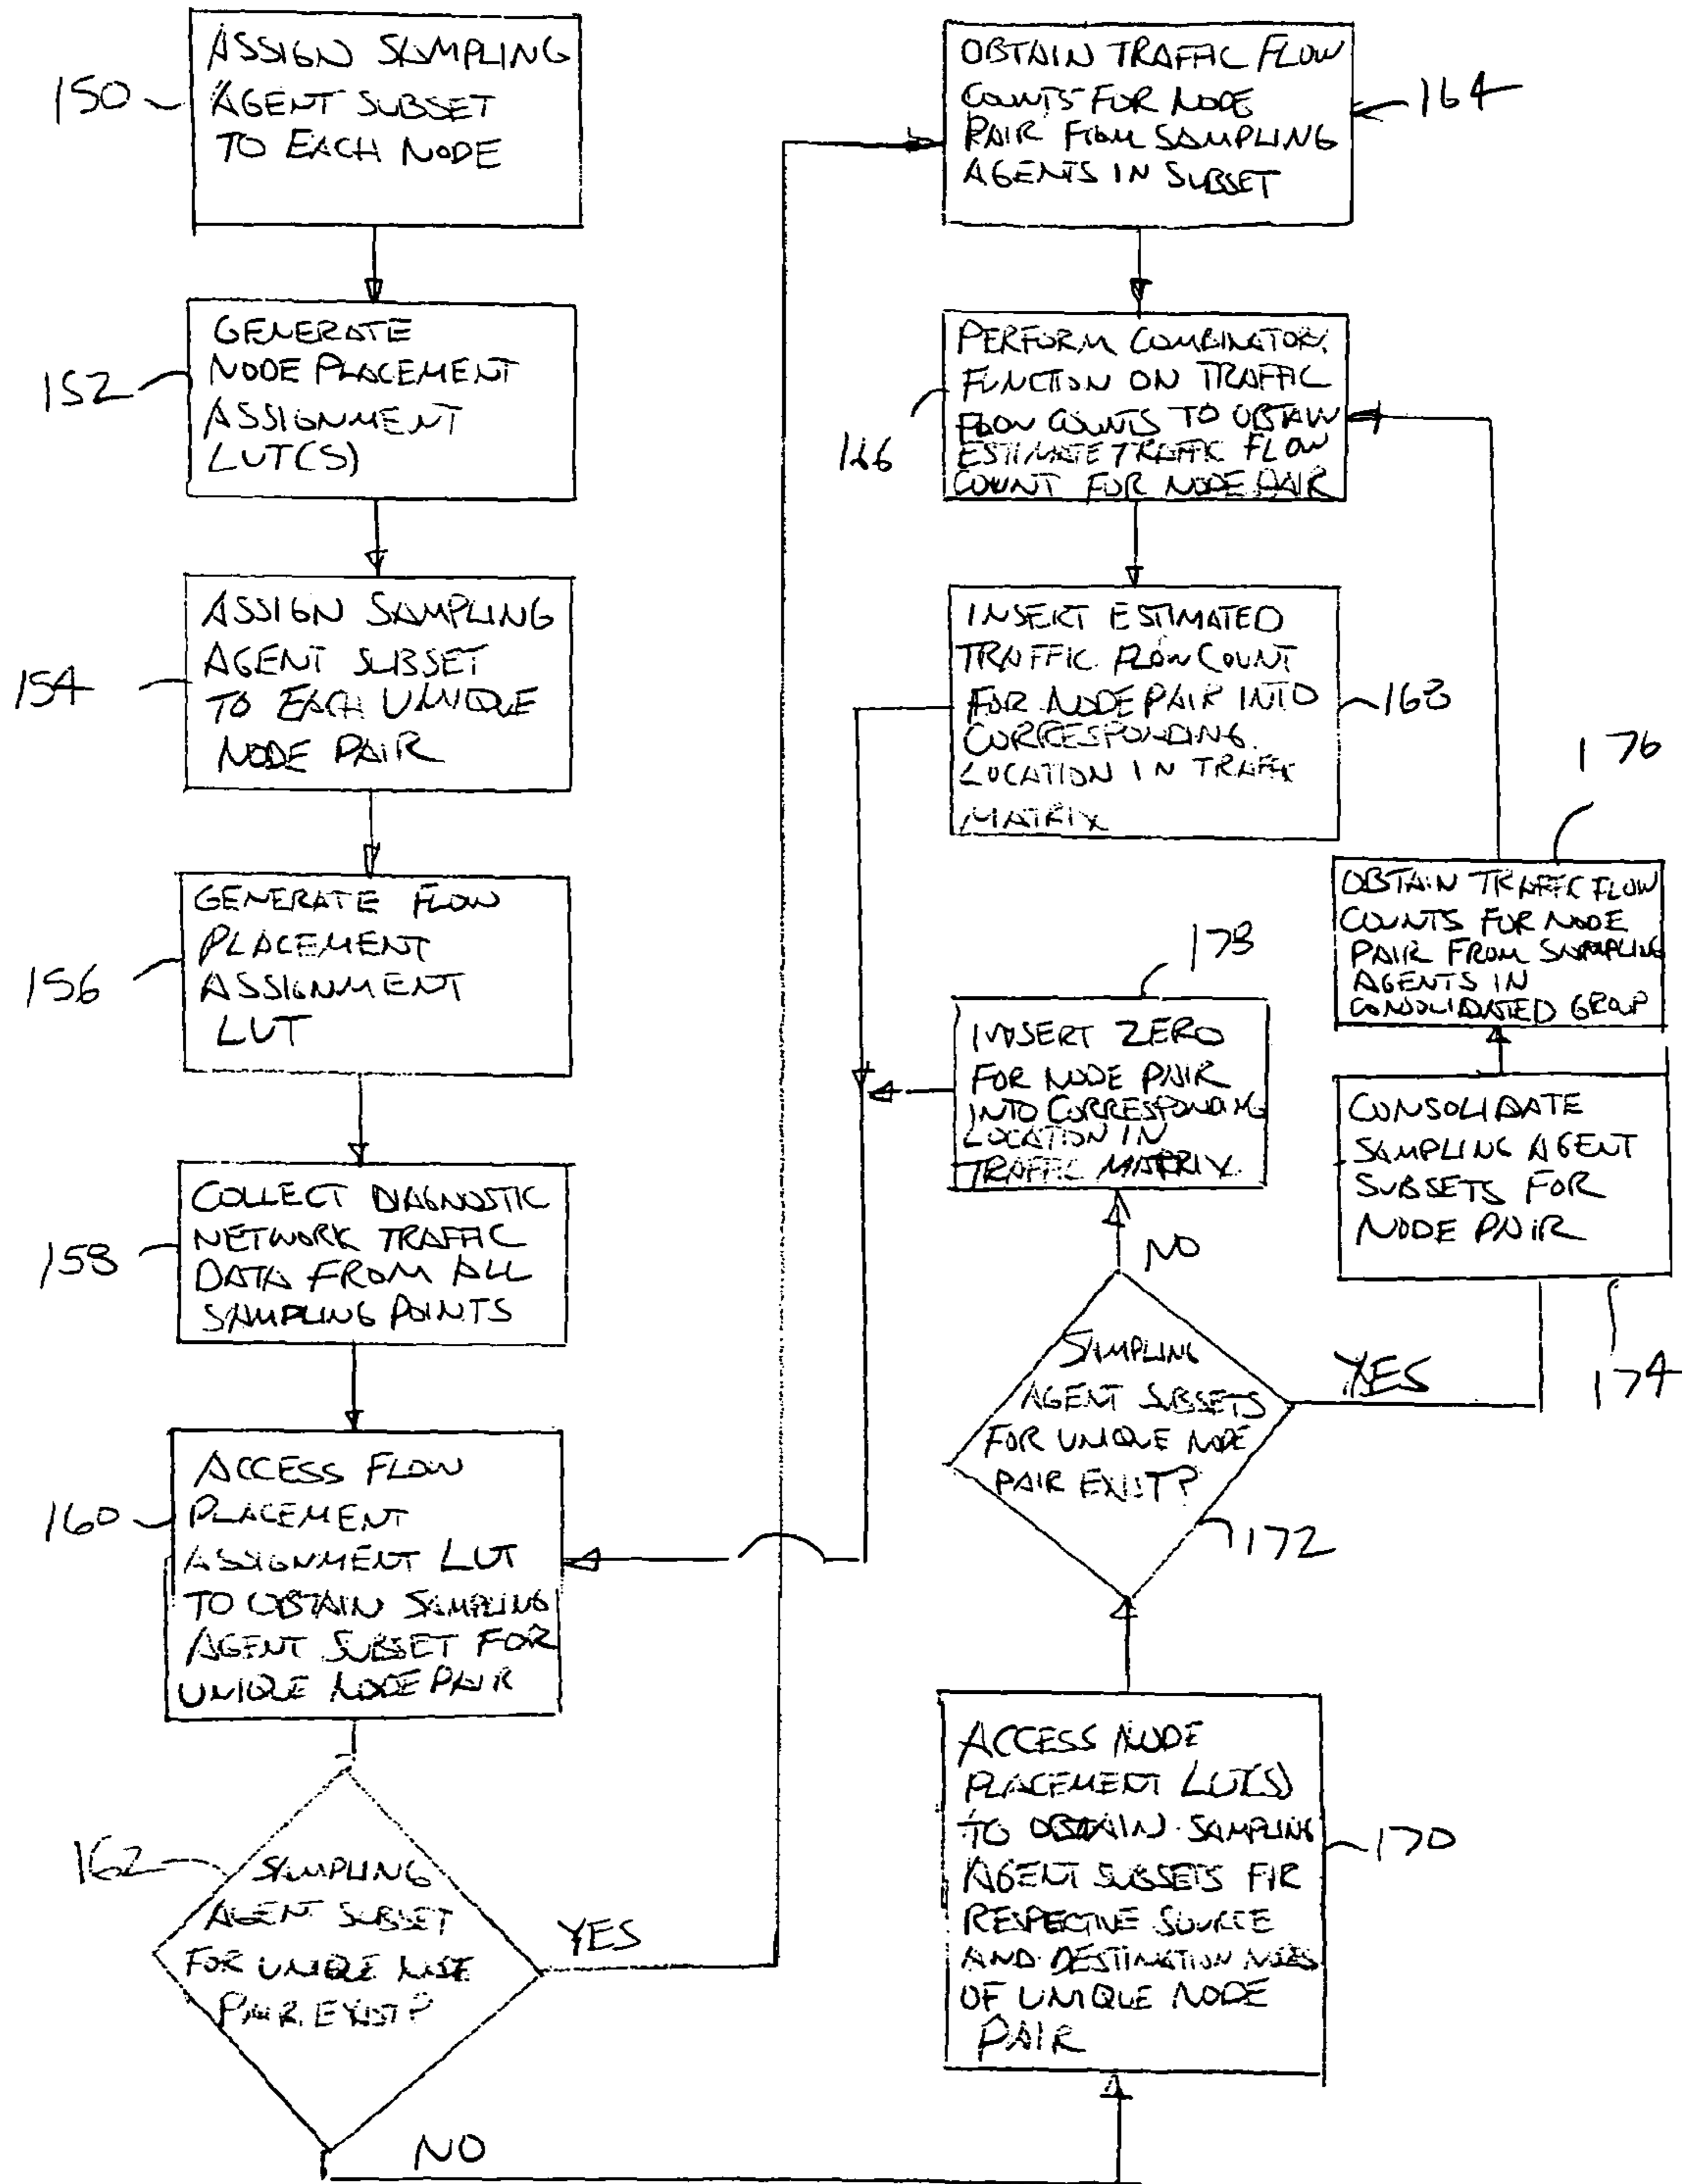 150
ASSIGN SAMPLING
AGENT SUBSET
TO EACH NODE
152
GENERATE
NODE PLACEMENT
ASSIGNMENT
LUT(S)
154
ASSIGN SAMPLING
AGENT SUBSET
TO EACH UNIQUE
NODE PAIR
156
GENERATE FLOW
PLACEMENT
ASSIGNMENT
LUT
158
COLLECT DIAGNOSTIC
NETWORK TRAFFIC
DATA FROM ALL
SAMPLING POINTS
160
ACCESS FLOW
PLACEMENT
ASSIGNMENT LUT
TO OBTAIN SAMPLING
AGENT SUBSET FOR
UNIQUE NODE PAIR
162
SAMPLING
AGENT SUBSET
FOR UNIQUE NODE
PAIR EXIST?
YES
NO
164
OBTAIN TRAFFIC FLOW
COUNTS FOR NODE
PAIR FROM SAMPLING
AGENTS IN SUBSET
166
PERFORM COMBINATORY
FUNCTION ON TRAFFIC
FLOW COUNTS TO OBTAIN
ESTIMATE TRAFFIC FLOW
COUNT FOR NODE PAIR
168
INSERT ESTIMATED
TRAFFIC FLOW COUNT
FOR NODE PAIR INTO
CORRESPONDING
LOCATION IN TRAFFIC
MATRIX
176
OBTAIN TRAFFIC FLOW
COUNTS FOR NODE
PAIR FROM SAMPLING
AGENTS IN
CONSOLIDATED GROUP
178
INSERT ZERO
FOR NODE PAIR
INTO CORRESPONDING
LOCATION IN
TRAFFIC MATRIX
NO
CONSOLIDATE
SAMPLING AGENT
SUBSETS FOR
NODE PAIR
174
SAMPLING
AGENT SUBSETS
FOR UNIQUE NODE
PAIR EXIST?
YES
172
ACCESS NODE
PLACEMENT LUT(S)
TO OBTAIN SAMPLING
AGENT SUBSETS FIR
RESPECTIVE SOURCE
AND DESTINATION NODES
OF UNIQUE NODE
PAIR
170